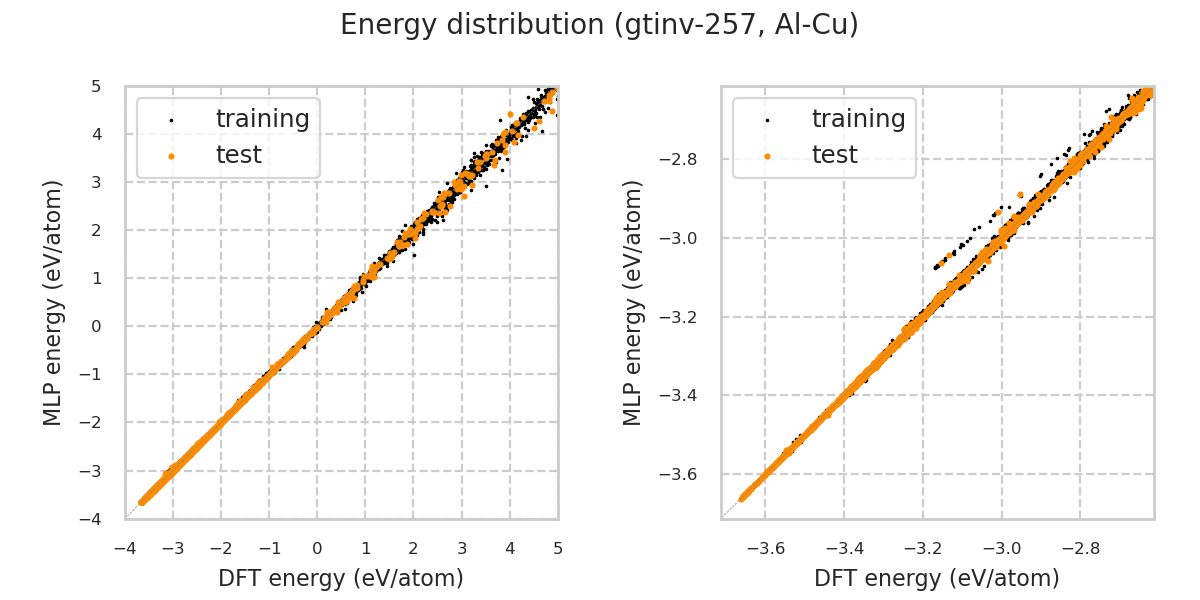 Energy distribution (gtinv-257, Al-Cu)
MLP energy (eV/atom)
5
4
3
2
1
0
−1
−2
−3
−4
training
test
−4 −3 −2 −1 0 1 2 3 4 5
DFT energy (eV/atom)
MLP energy (eV/atom)
−2.8
−3.0
−3.2
−3.4
−3.6
training
test
−3.6 −3.4 −3.2 −3.0 −2.8
DFT energy (eV/atom)